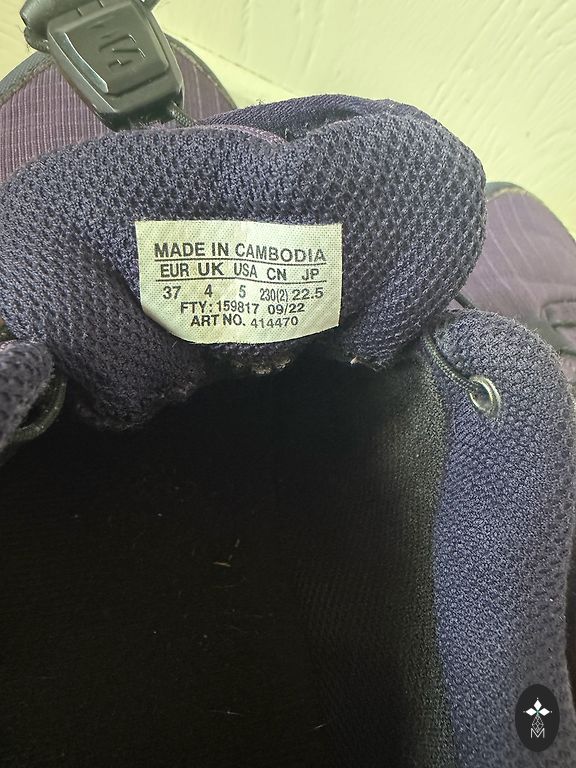 MADE IN CAMBODIA
EUR UK USA CN JP
37 4 5 230(2) 22.5
FTY: 159817 09/22
ART NO. 414470
M